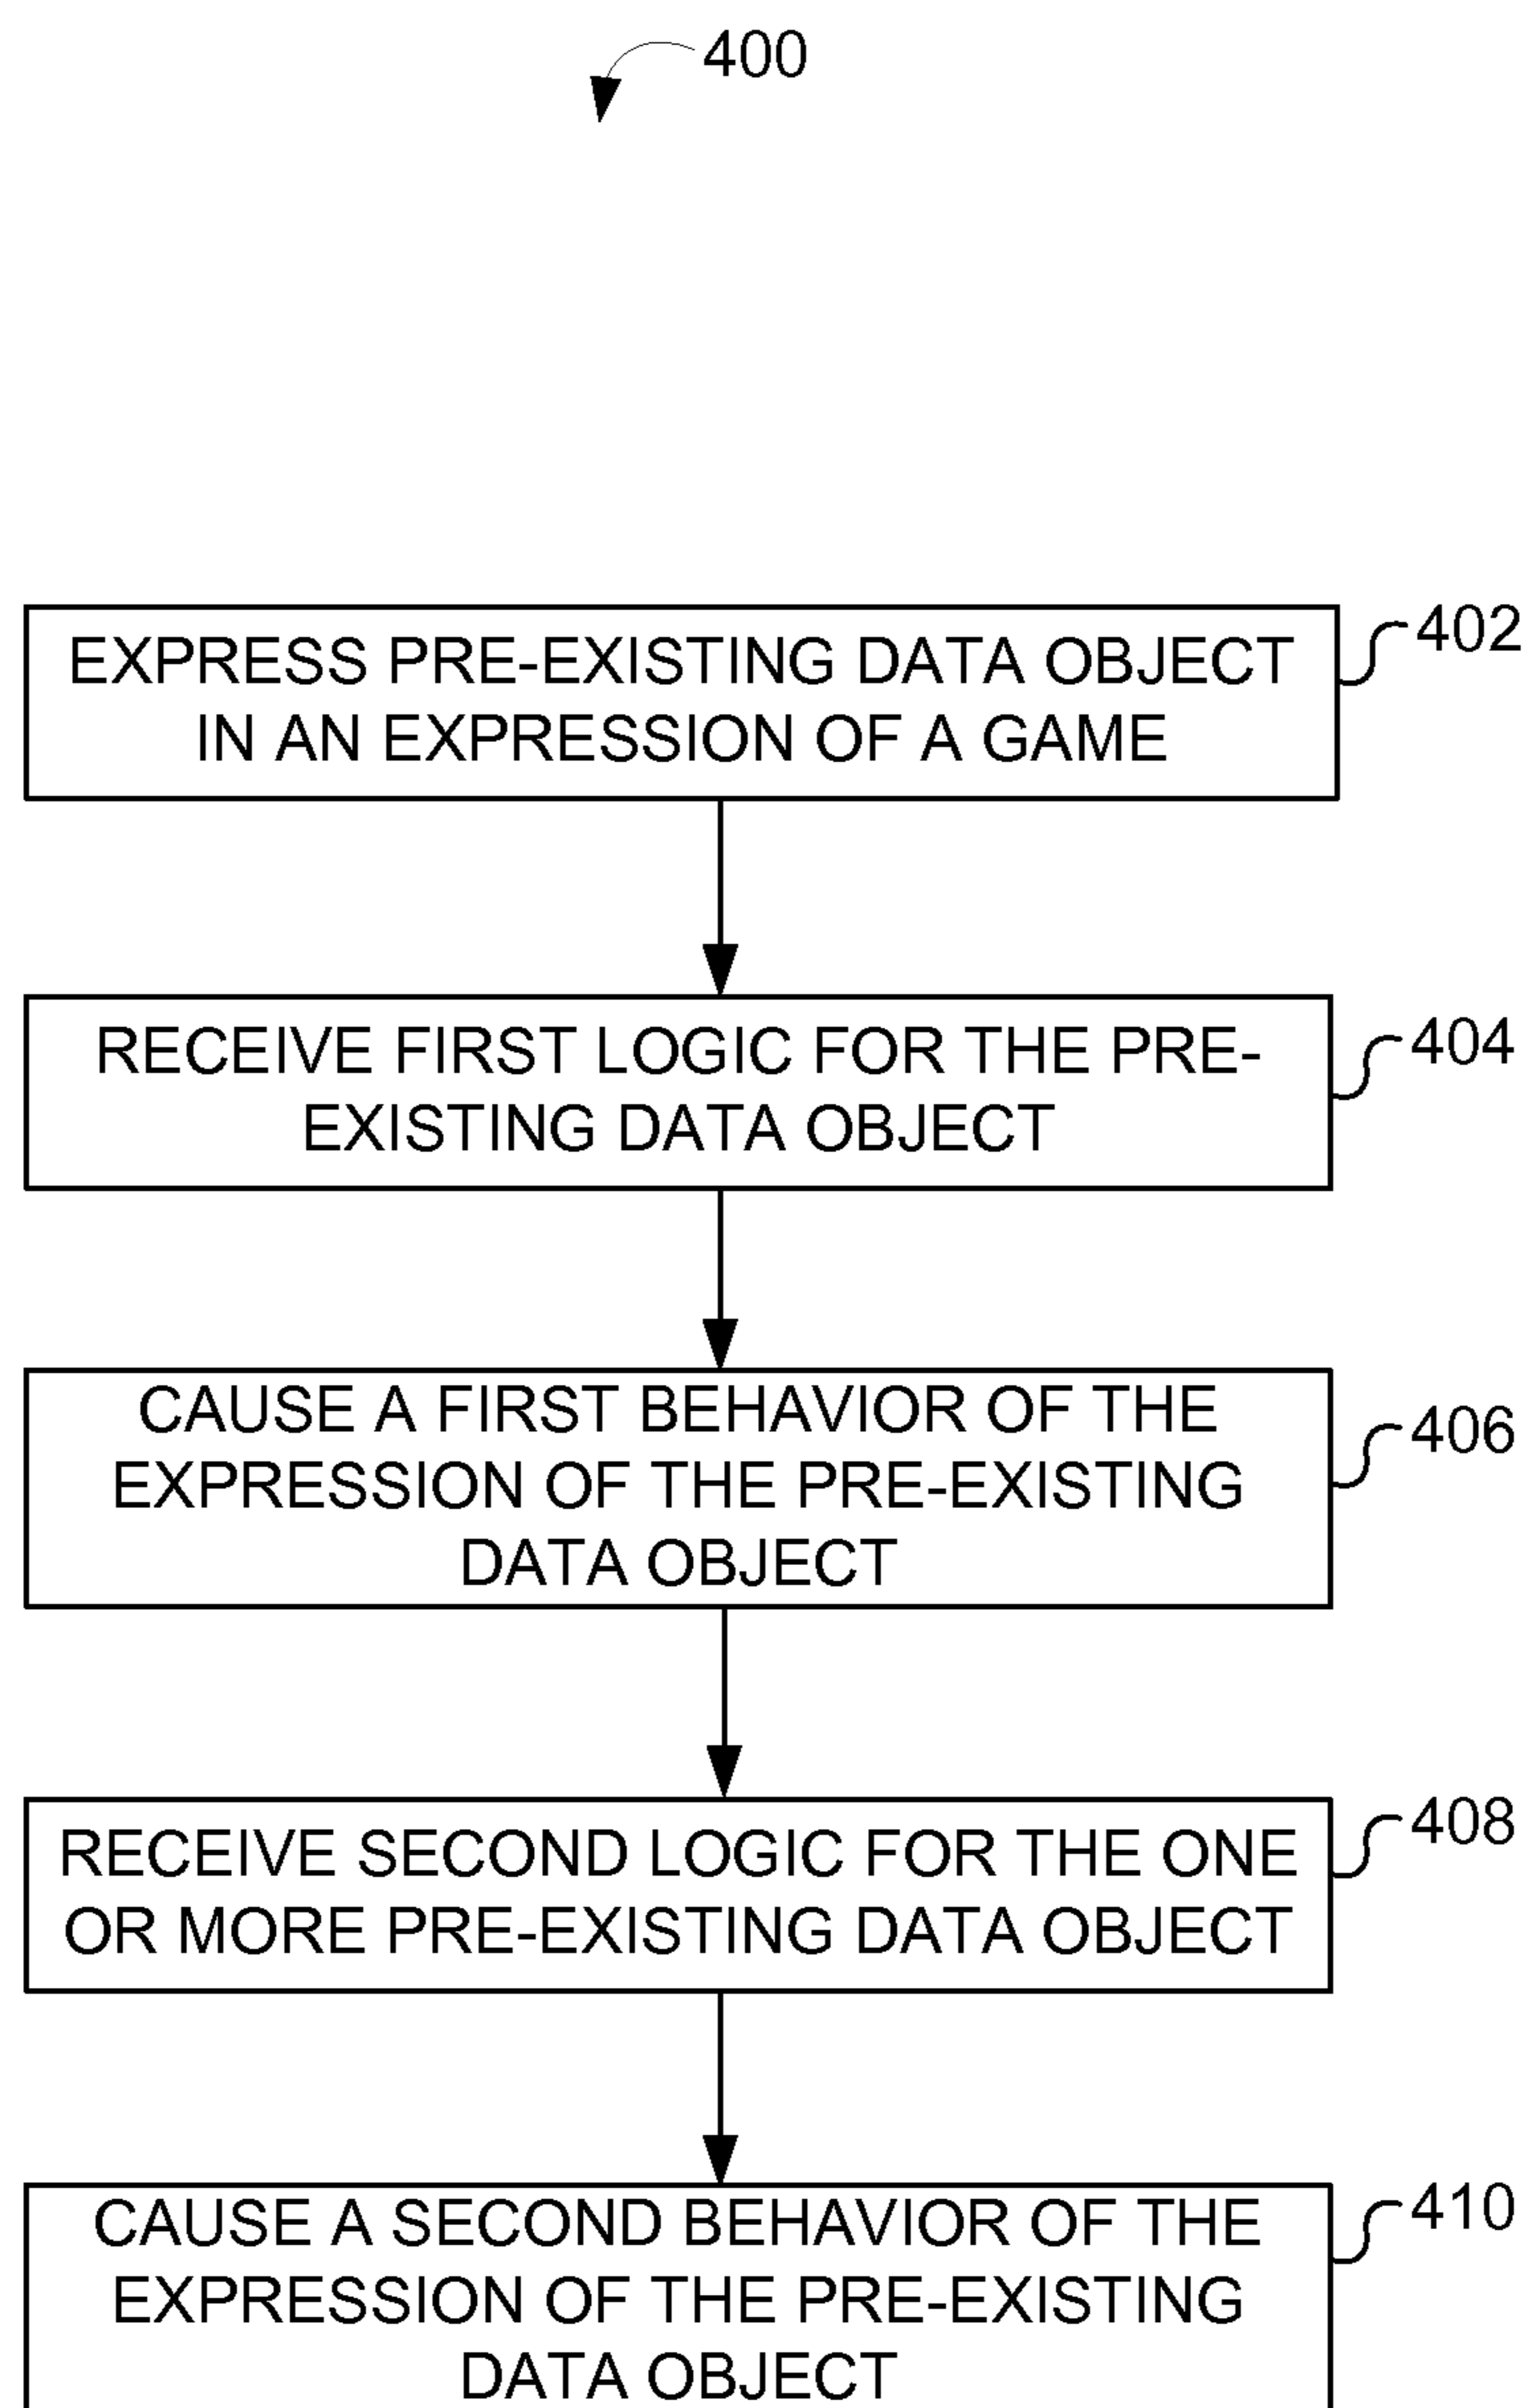 400
EXPRESS PRE-EXISTING DATA OBJECT
IN AN EXPRESSION OF A GAME
402
RECEIVE FIRST LOGIC FOR THE PRE-
EXISTING DATA OBJECT
404
CAUSE A FIRST BEHAVIOR OF THE
EXPRESSION OF THE PRE-EXISTING
DATA OBJECT
406
RECEIVE SECOND LOGIC FOR THE ONE
OR MORE PRE-EXISTING DATA OBJECT
408
CAUSE A SECOND BEHAVIOR OF THE
EXPRESSION OF THE PRE-EXISTING
DATA OBJECT
410